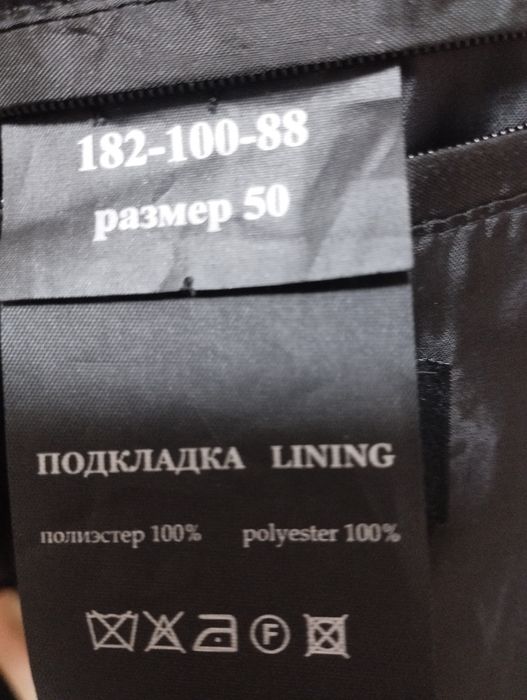 182-100-88
размер 50
ПОДКЛАДКА LINING
полиэстер 100% polyester 100%
F